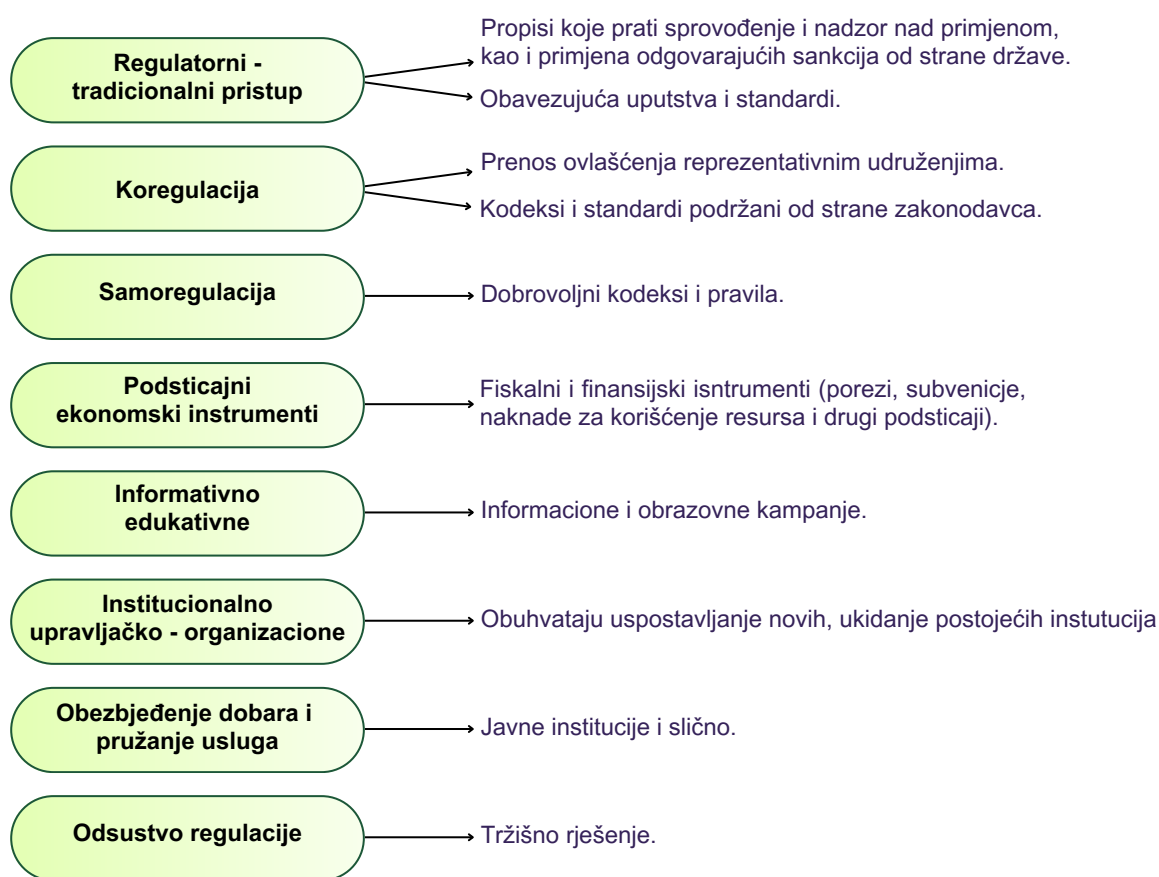 Regulatorni -
tradicionalni pristup
Propisi koje prati sprovođenje i nadzor nad primjenom,
kao i primjena odgovarajućih sankcija od strane države.
Obavezujuća uputstva i standardi.
Koregulacija
Prenos ovlašćenja reprezentativnim udruženjima.
Kodeksi i standardi podržani od strane zakonodavca.
Samoregulacija
Dobrovoljni kodeksi i pravila.
Podsticajni
ekonomski instrumenti
Fiskalni i finansijski isntrumenti (porezi, subvenicje,
naknade za korišćenje resursa i drugi podsticaji).
Informativno
edukativne
Informacione i obrazovne kampanje.
Institucionalno
upravljačko - organizacione
Obuhvataju uspostavljanje novih, ukidanje postojećih instutucija
Obezbjeđenje dobara i
pružanje usluga
Javne institucije i slično.
Odsustvo regulacije
Tržišno rješenje.